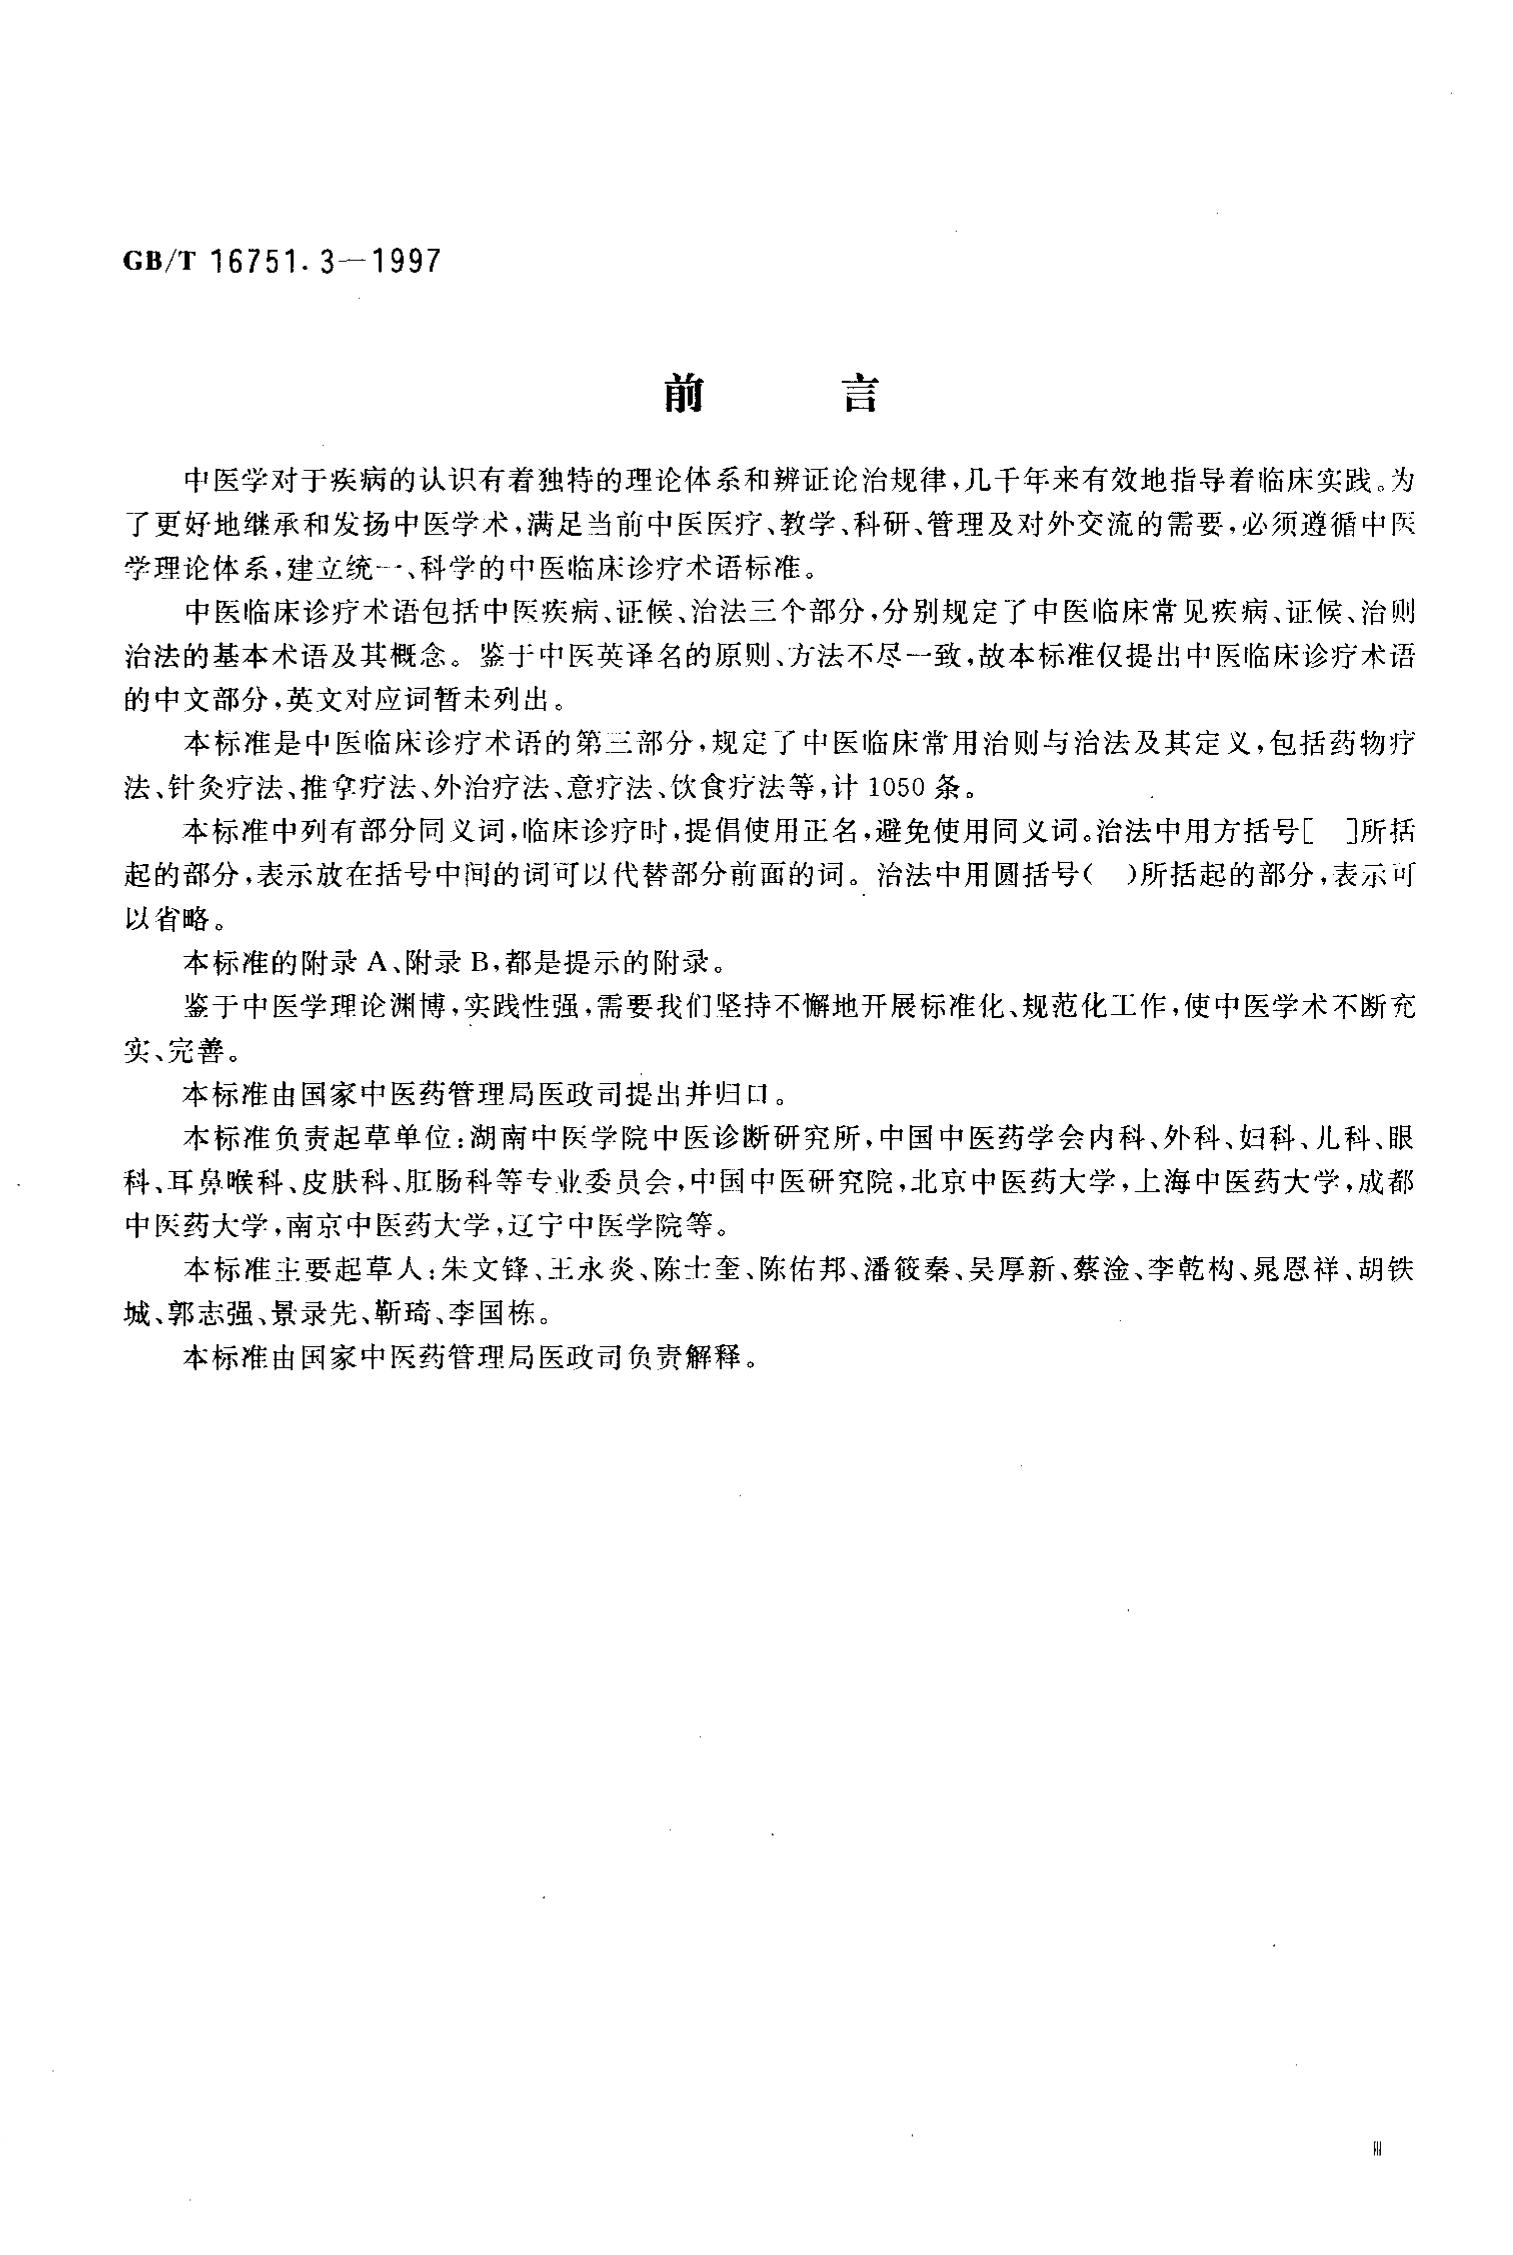 GB/T 16751.3—1997
前 言
中医学对于疾病的认识有着独特的理论体系和辨证论治规律,几千年来有效地指导着临床实践。为
了更好地继承和发扬中医学术,满足当前中医医疗、教学、科研、管理及对外交流的需要,必须遵循中医
学理论体系,建立统一、科学的中医临床诊疗术语标准。
中医临床诊疗术语包括中医疾病、证候、治法三个部分,分别规定了中医临床常见疾病、证候、治则
治法的基本术语及其概念。鉴于中医英译名的原则、方法不尽一致,故本标准仅提出中医临床诊疗术语
的中文部分,英文对应词暂未列出。
本标准是中医临床诊疗术语的第三部分,规定了中医临床常用治则与治法及其定义,包括药物疗
法、针灸疗法、推拿疗法、外治疗法、意疗法、饮食疗法等,计 1050 条。
本标准中列有部分同义词,临床诊疗时,提倡使用正名,避免使用同义词。治法中用方括号[ ]所括
起的部分,表示放在括号中间的词可以代替部分前面的词。治法中用圆括号( )所括起的部分,表示可
以省略。
本标准的附录 A、附录 B,都是提示的附录。
鉴于中医学理论渊博,实践性强,需要我们坚持不懈地开展标准化、规范化工作,使中医学术不断充
实、完善。
本标准由国家中医药管理局医政司提出并归口。
本标准负责起草单位:湖南中医学院中医诊断研究所,中国中医药学会内科、外科、妇科、儿科、眼
科、耳鼻喉科、皮肤科、肛肠科等专业委员会,中国中医研究院,北京中医药大学,上海中医药大学,成都
中医药大学,南京中医药大学,辽宁中医学院等。
本标准主要起草人:朱文锋、王永炎、陈士奎、陈佑邦、潘筱秦、吴厚新、蔡淦、李乾构、晁恩祥、胡铁
城、郭志强、景录先、靳琦、李国栋。
本标准由国家中医药管理局医政司负责解释。
Ⅲ